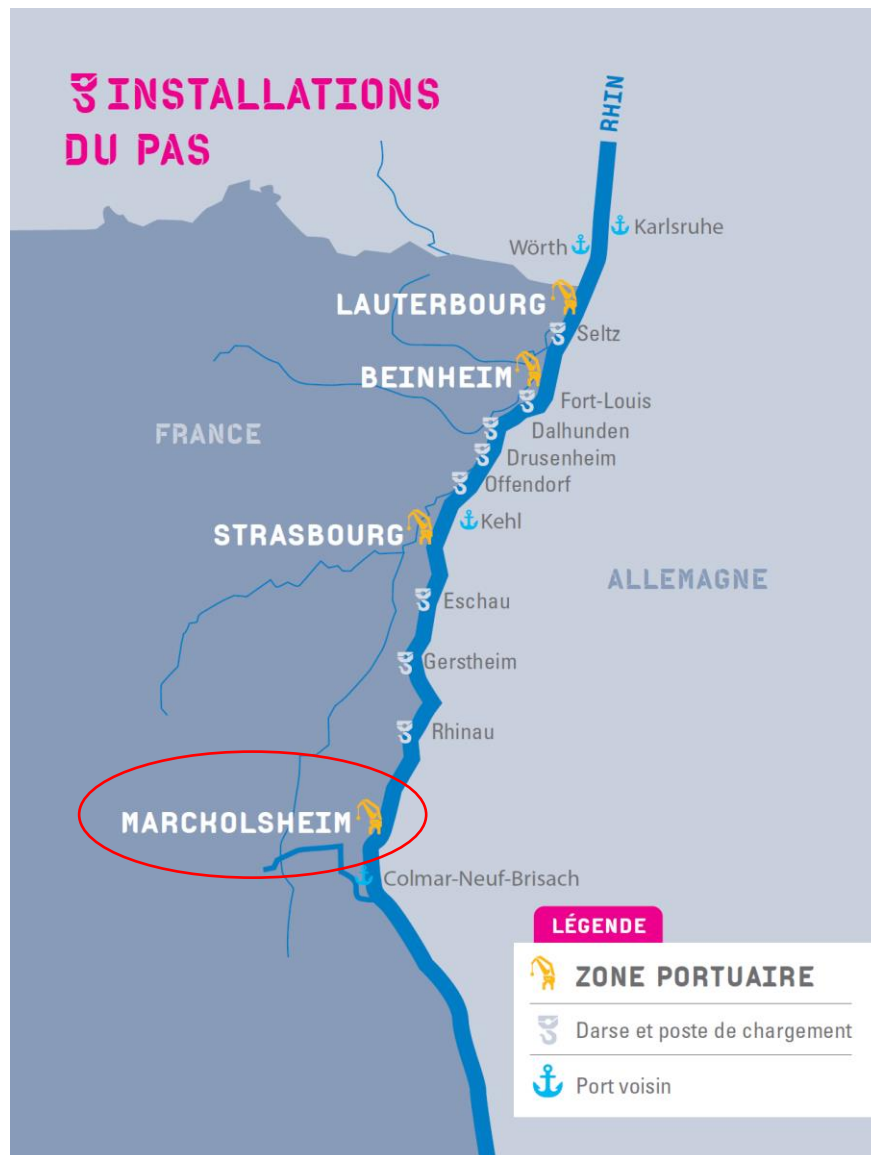 INSTALLATIONS
DU PAS
RHIN
Karlsruhe
Wörth
LAUTERBOURG
Seltz
BEINHEIM
Fort-Louis
FRANCE
Dalhunden
Drusenheim
Offendorf
Kehl
STRASBOURG
ALLEMAGNE
Eschau
Gerstheim
Rhinau
MARCKOLSHEIM
Colmar-Neuf-Brisach
LÉGENDE
ZONE PORTUAIRE
Darse et poste de chargement
Port voisin